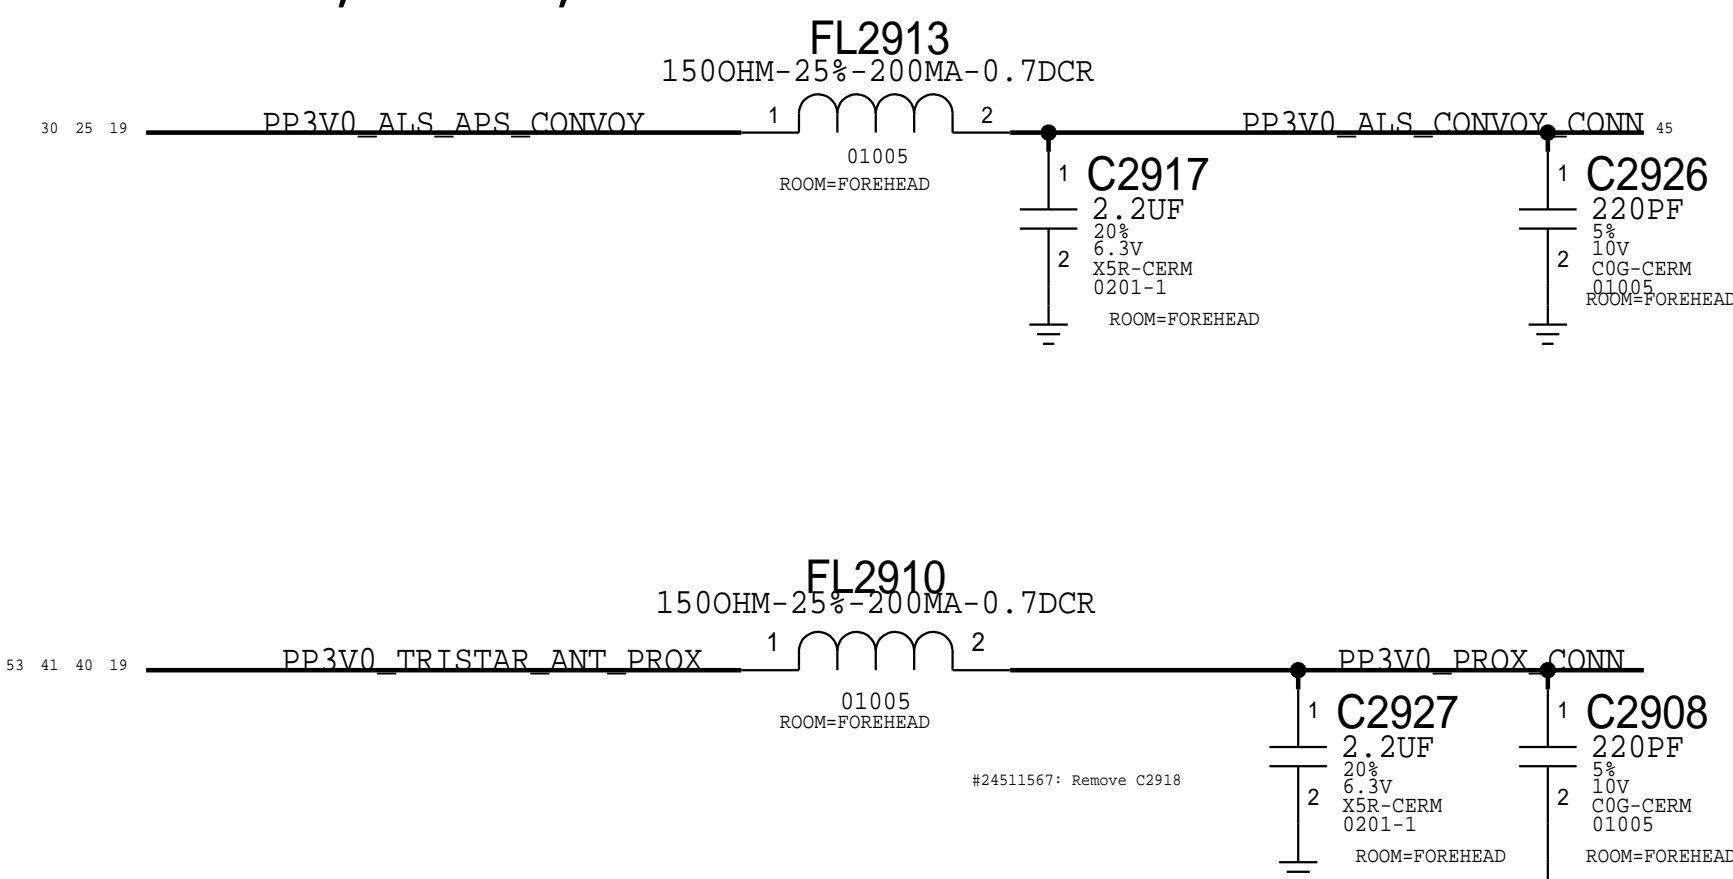 FL2913
150OHM-25%-200MA-0.7DCR
30 25 19
PP3V0_ALS_APS_CONVOY
1
2
PP3V0_ALS_CONVOY_CONN
45
01005
ROOM=FOREHEAD
1
C2917
2.2UF
20%
6.3V
2
X5R-CERM
0201-1
ROOM=FOREHEAD
1
C2926
220PF
5%
10V
2
C0G-CERM
01005
ROOM=FOREHEAD
FL2910
150OHM-25%-200MA-0.7DCR
53 41 40 19
PP3V0_TRISTAR_ANT_PROX
1
2
PP3V0_PROX_CONN
01005
ROOM=FOREHEAD
#24511567: Remove C2918
1
C2927
2.2UF
20%
6.3V
2
X5R-CERM
0201-1
ROOM=FOREHEAD
1
C2908
220PF
5%
10V
2
C0G-CERM
01005
ROOM=FOREHEAD